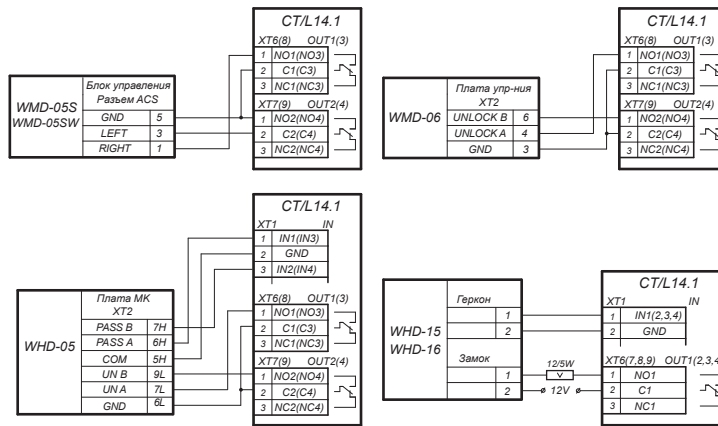 CT/L14.1
XT6(8) OUT1(3)
1 NO1(NO3)
2 C1(C3)
3 NC1(NC3)
XT7(9) OUT2(4)
1 NO2(NO4)
2 C2(C4)
3 NC2(NC4)
WMD-05S
WMD-05SW
Блок управления
Разъем ACS
GND 5
LEFT 3
RIGHT 1
CT/L14.1
XT6(8) OUT1(3)
1 NO1(NO3)
2 C1(C3)
3 NC1(NC3)
XT7(9) OUT2(4)
1 NO2(NO4)
2 C2(C4)
3 NC2(NC4)
WMD-06
Плата упр-ния
XT2
UNLOCK B 6
UNLOCK A 4
GND 3
CT/L14.1
XT1 IN
1 IN1(IN3)
2 GND
3 IN2(IN4)
XT6(8) OUT1(3)
1 NO1(NO3)
2 C1(C3)
3 NC1(NC3)
XT7(9) OUT2(4)
1 NO2(NO4)
2 C2(C4)
3 NC2(NC4)
WHD-05
Плата МК
XT2
PASS B 7H
PASS A 6H
COM 5H
UN B 9L
UN A 7L
GND 6L
WHD-15
WHD-16
Геркон
1
2
Замок
1
2
12/5W
12V
CT/L14.1
XT1 IN
1 IN1(2,3,4)
2 GND
XT6(7,8,9) OUT1(2,3,4
1 NO1
2 C1
3 NC1